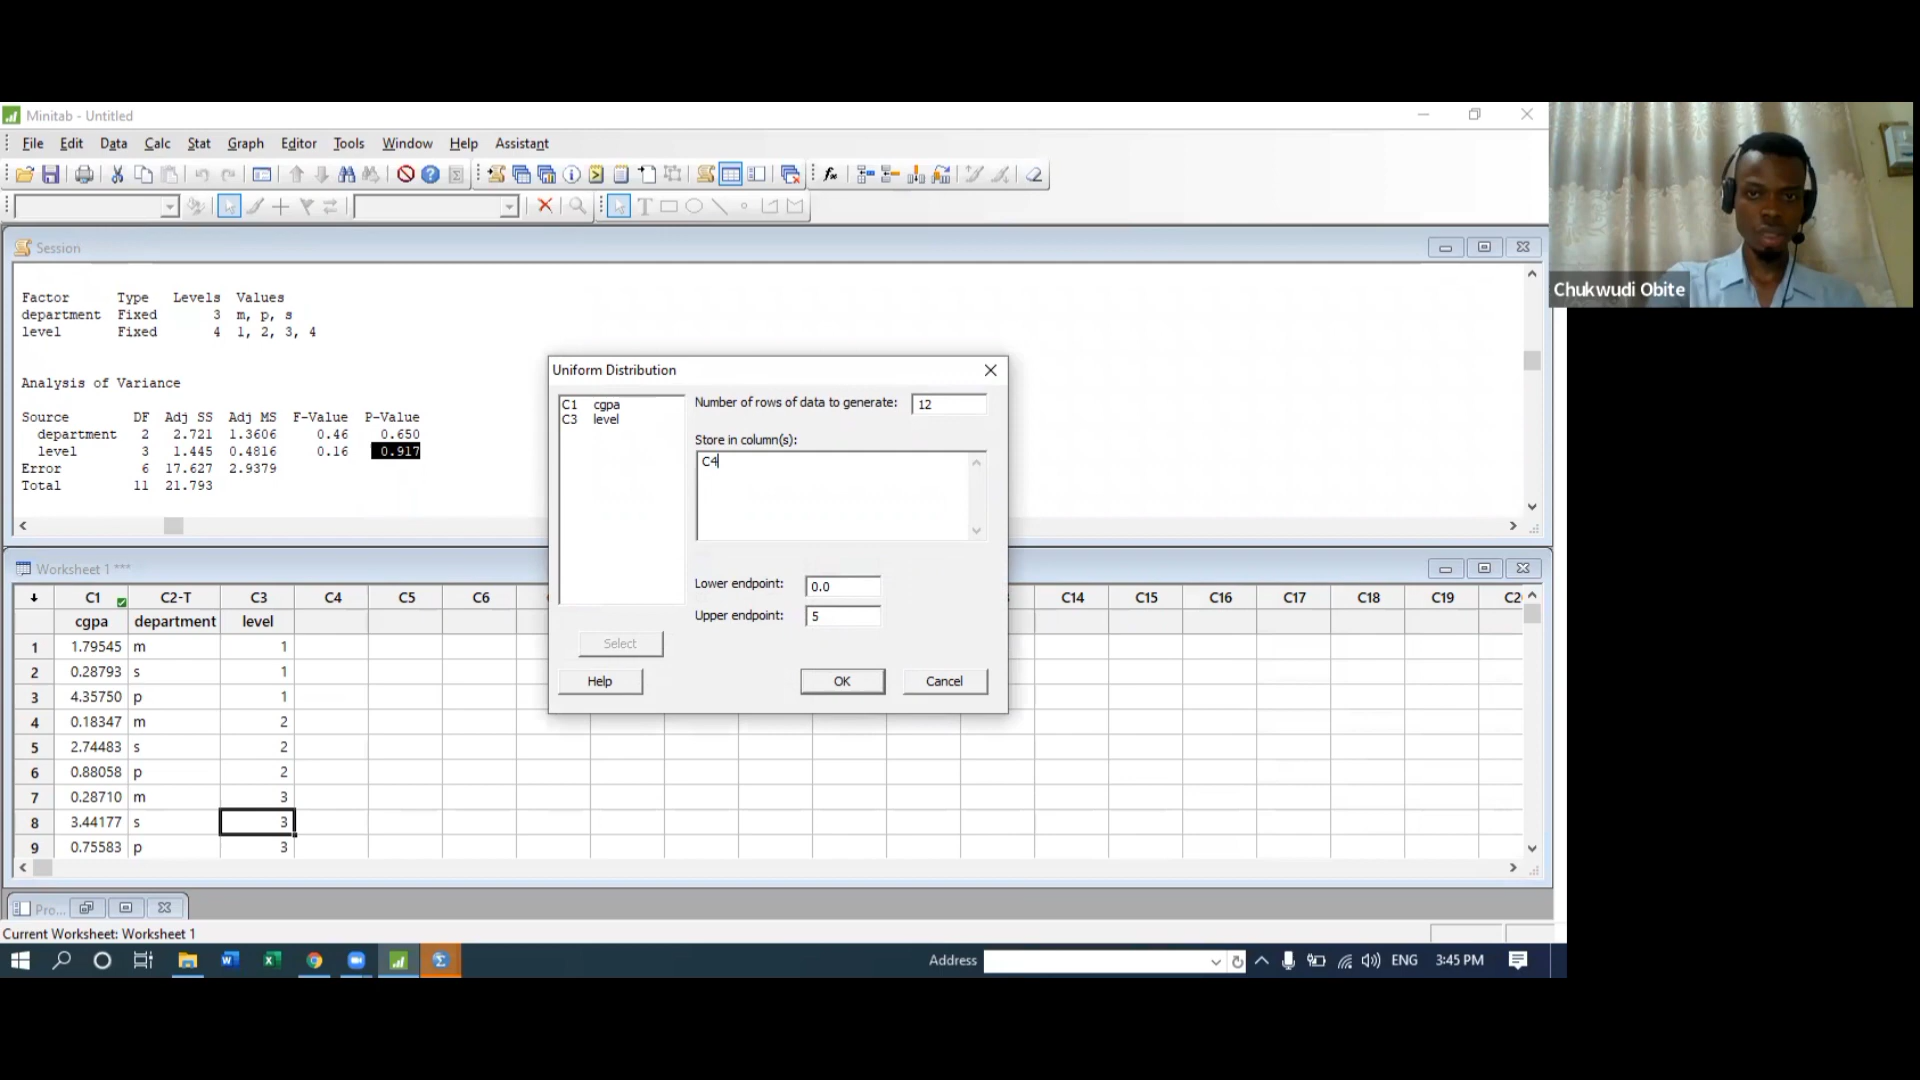 Minitab - Untitled
File Edit Data Calc Stat Graph Editor Tools Window Help Assistant
Session
Factor Type Levels Values
department Fixed 3 m, p, s
level Fixed 4 1, 2, 3, 4
Analysis of Variance
Source DF Adj SS Adj MS F-Value P-Value
department 2 2.721 1.3606 0.46 0.650
level 3 1.445 0.4816 0.16 0.917
Error 6 17.627 2.9379
Total 11 21.793
Uniform Distribution
C1 cgpa
C3 level
Number of rows of data to generate: 12
Store in column(s):
C4
Lower endpoint: 0.0
Upper endpoint: 5
Select
Help OK Cancel
Chukwudi Obite
Worksheet 1 ***
C1 C2-T C3 C4 C5 C6 C14 C15 C16 C17 C18 C19
cgpa department level
1 1.79545 m 1
2 0.28793 s 1
3 4.35750 p 1
4 0.18347 m 2
5 2.74483 s 2
6 0.88058 p 2
7 0.28710 m 3
8 3.44177 s 3
9 0.75583 p 3
Pro...
Current Worksheet: Worksheet 1
Address ENG 3:45 PM